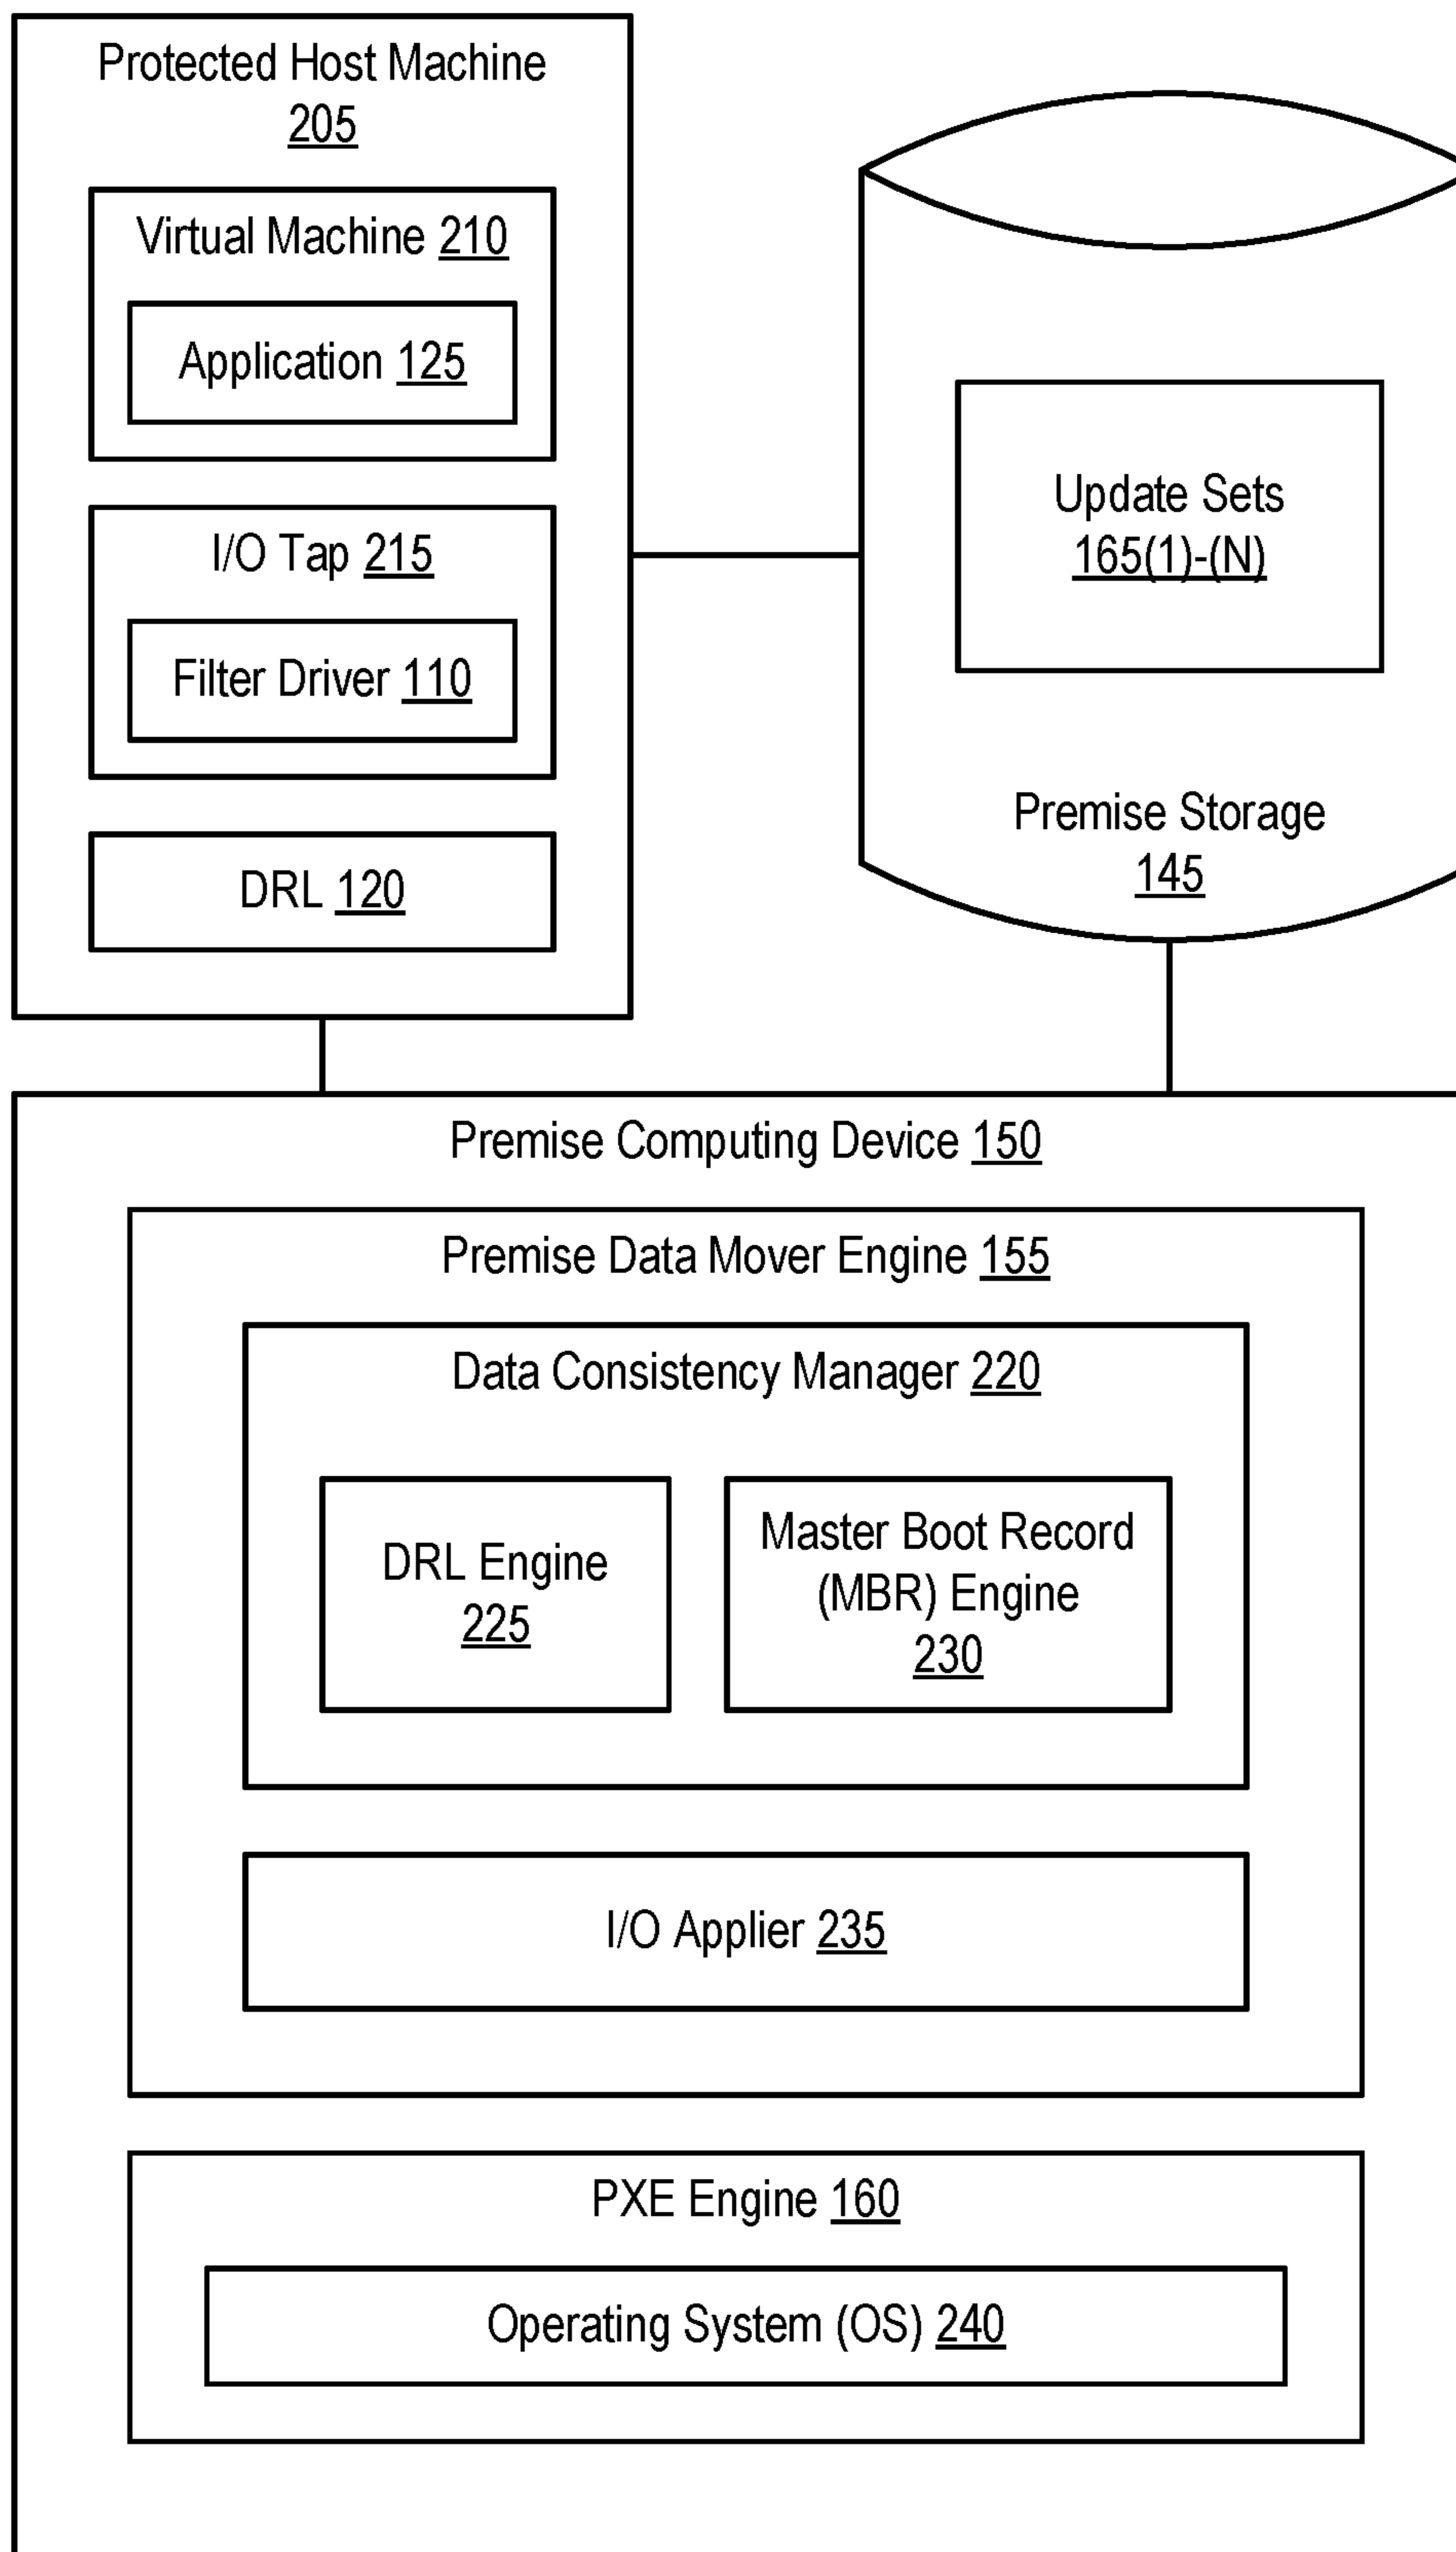 Protected Host Machine
205
Virtual Machine 210
Application 125
I/O Tap 215
Filter Driver 110
DRL 120
Update Sets
165(1)-(N)
Premise Storage
145
Premise Computing Device 150
Premise Data Mover Engine 155
Data Consistency Manager 220
DRL Engine
225
Master Boot Record
(MBR) Engine
230
I/O Applier 235
PXE Engine 160
Operating System (OS) 240